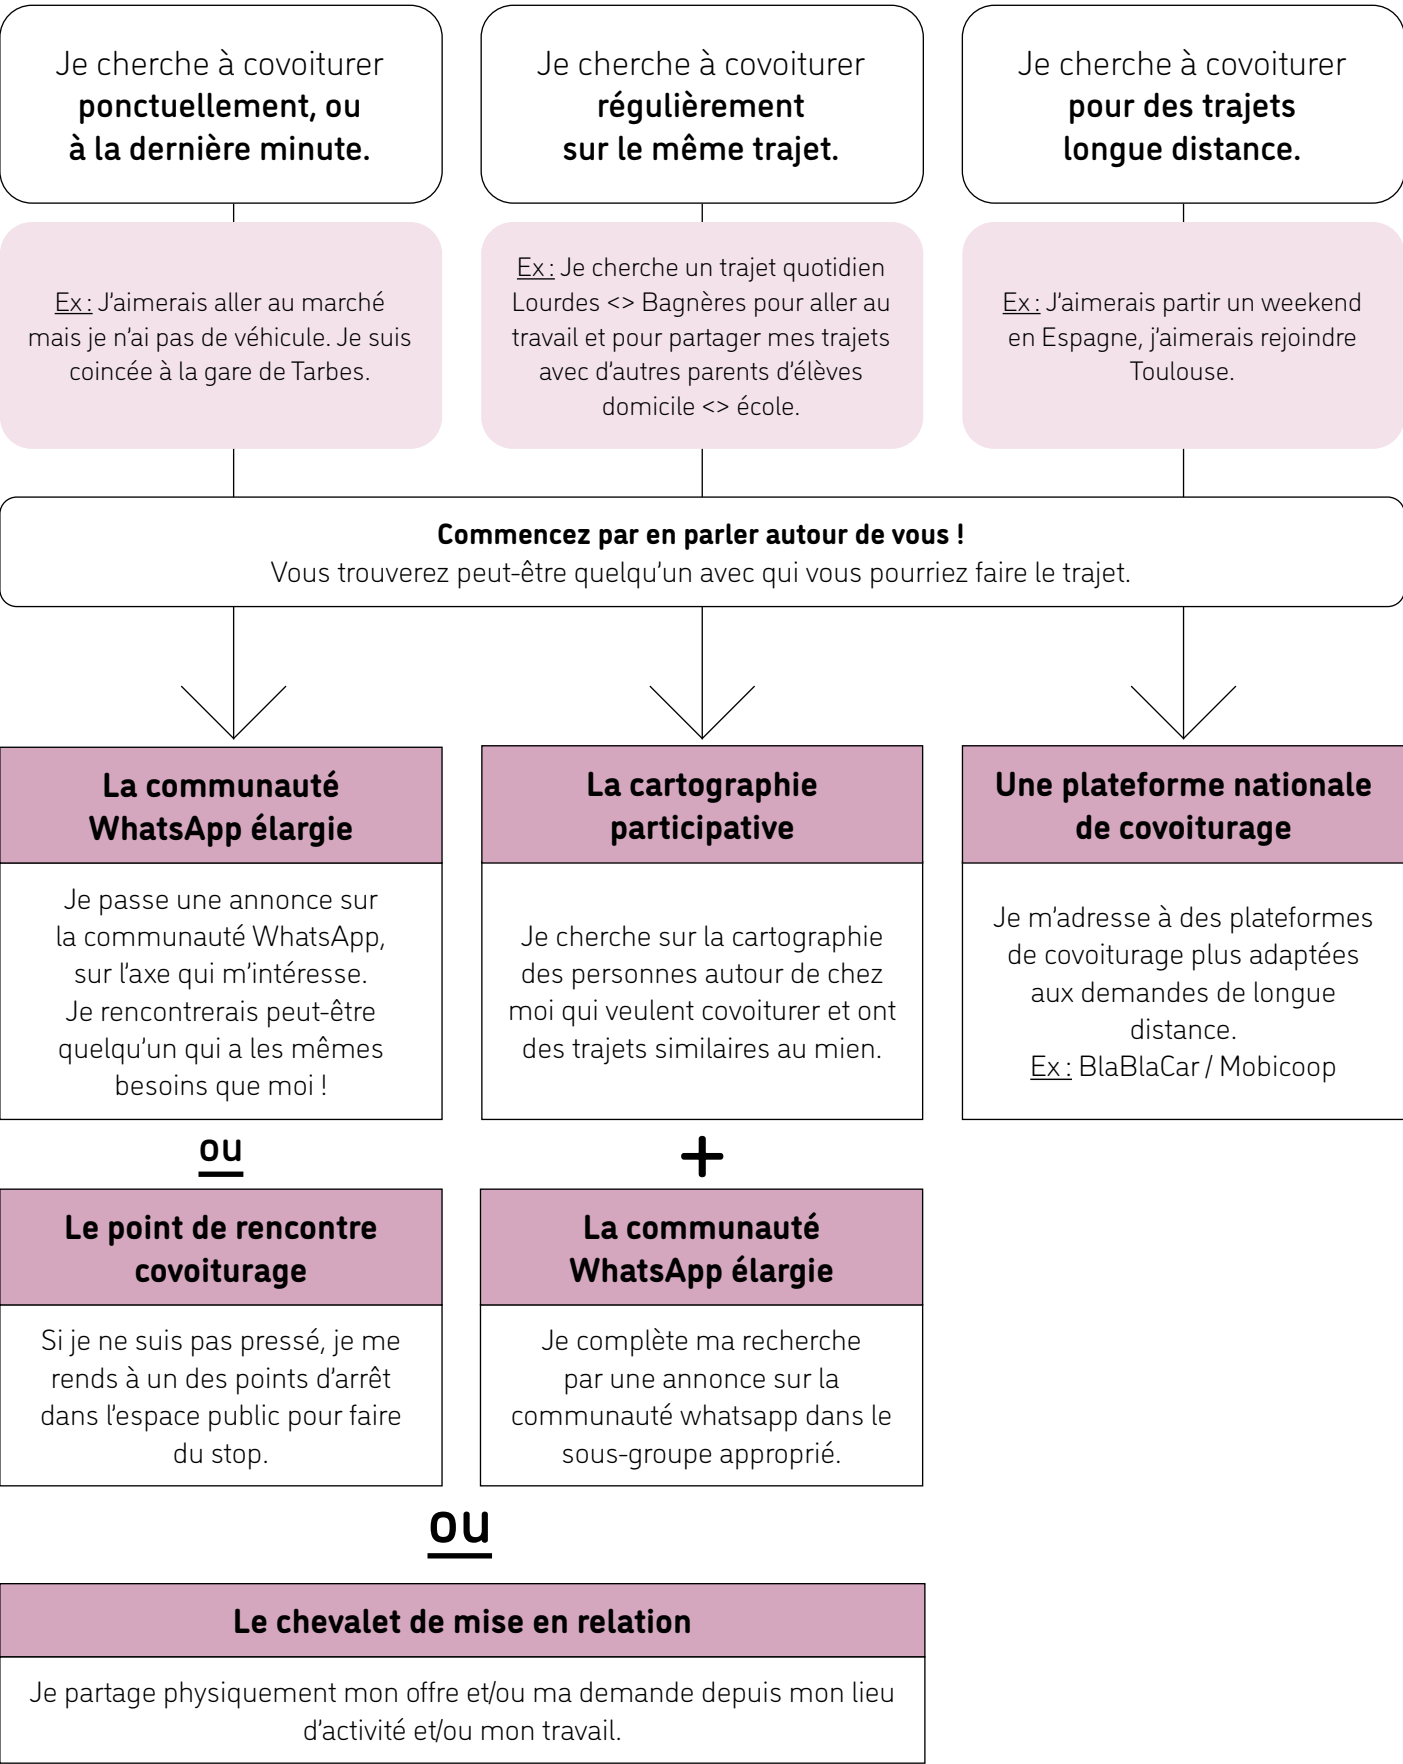 Je cherche à covoiturer
ponctuellement, ou
à la dernière minute.
Je cherche à covoiturer
régulièrement
sur le même trajet.
Je cherche à covoiturer
pour des trajets
longue distance.
Ex : J'aimerais aller au marché
mais je n'ai pas de véhicule. Je suis
coincée à la gare de Tarbes.
Ex : Je cherche un trajet quotidien
Lourdes <> Bagnères pour aller au
travail et pour partager mes trajets
avec d'autres parents d'élèves
domicile <> école.
Ex : J'aimerais partir un weekend
en Espagne, j'aimerais rejoindre
Toulouse.
Commencez par en parler autour de vous !
Vous trouverez peut-être quelqu'un avec qui vous pourriez faire le trajet.
La communauté
WhatsApp élargie
Je passe une annonce sur
la communauté WhatsApp,
sur l'axe qui m'intéresse.
Je rencontrerais peut-être
quelqu'un qui a les mêmes
besoins que moi !
La cartographie
participative
Je cherche sur la cartographie
des personnes autour de chez
moi qui veulent covoiturer et ont
des trajets similaires au mien.
Une plateforme nationale
de covoiturage
Je m'adresse à des plateformes
de covoiturage plus adaptées
aux demandes de longue
distance.
Ex : BlaBlaCar / Mobicoop
ou
+
Le point de rencontre
covoiturage
Si je ne suis pas pressé, je me
rends à un des points d'arrêt
dans l'espace public pour faire
du stop.
La communauté
WhatsApp élargie
Je complète ma recherche
par une annonce sur la
communauté whatsapp dans le
sous-groupe approprié.
ou
Le chevalet de mise en relation
Je partage physiquement mon offre et/ou ma demande depuis mon lieu
d'activité et/ou mon travail.